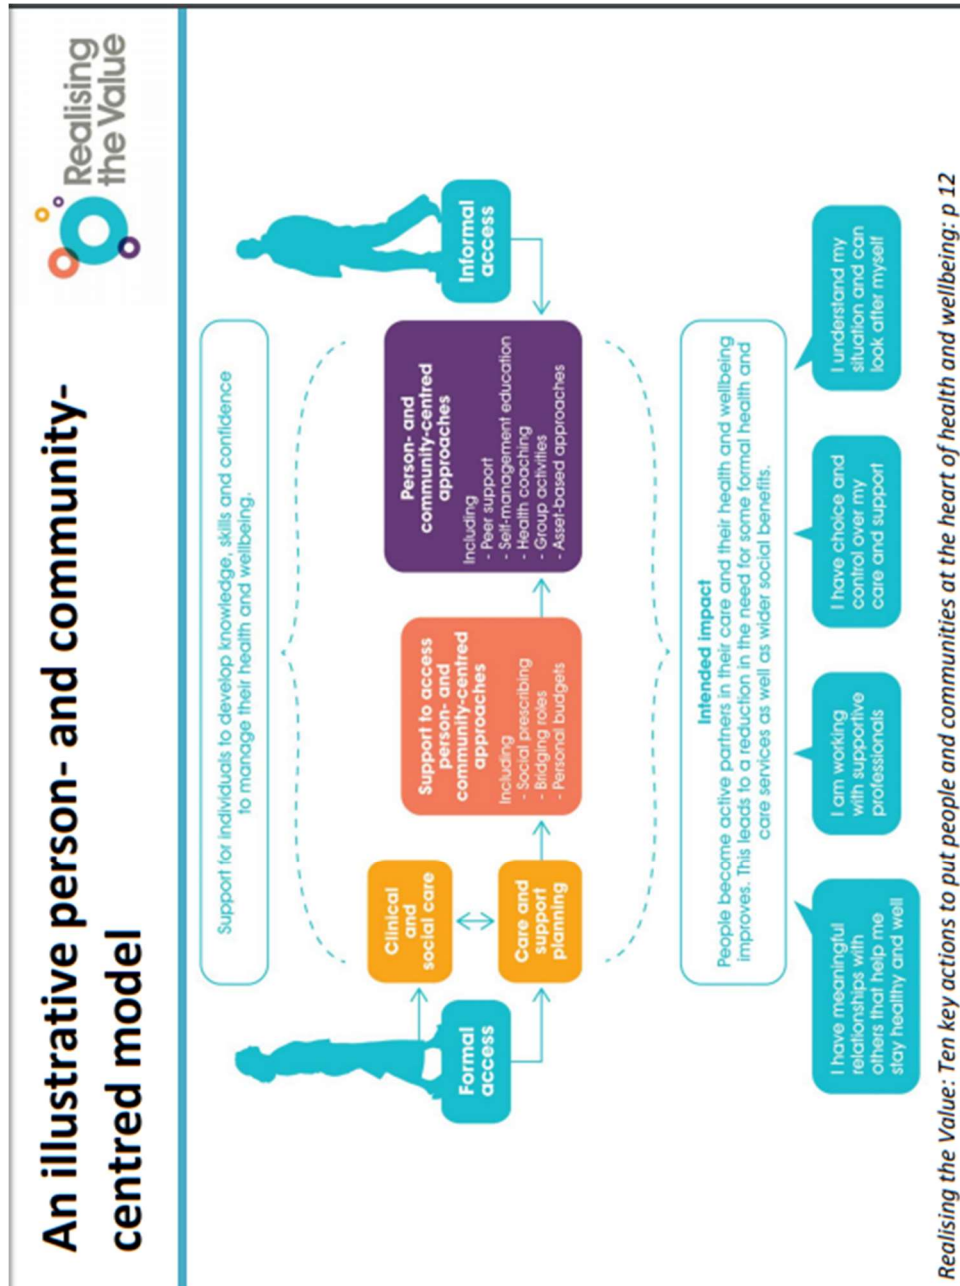 An illustrative person- and community-
centred model
Realising
the Value
Support for individuals to develop knowledge, skills and confidence
to manage their health and wellbeing.
Formal
access
Clinical
and
social care
Care and
support
planning
Support to access
person- and
community-centred
approaches
Including
- Social prescribing
- Bridging roles
- Personal budgets
Person- and
community-centred
approaches
Including
- Peer support
- Self-management education
- Health coaching
- Group activities
- Asset-based approaches
Informal
access
Intended impact
People become active partners in their care and their health and wellbeing
improves. This leads to a reduction in the need for some formal health and
care services as well as wider social benefits.
I have meaningful
relationships with
others that help me
stay healthy and well
I am working
with supportive
professionals
I have choice and
control over my
care and support
I understand my
situation and can
look after myself
Realising the Value: Ten key actions to put people and communities at the heart of health and wellbeing: p 12